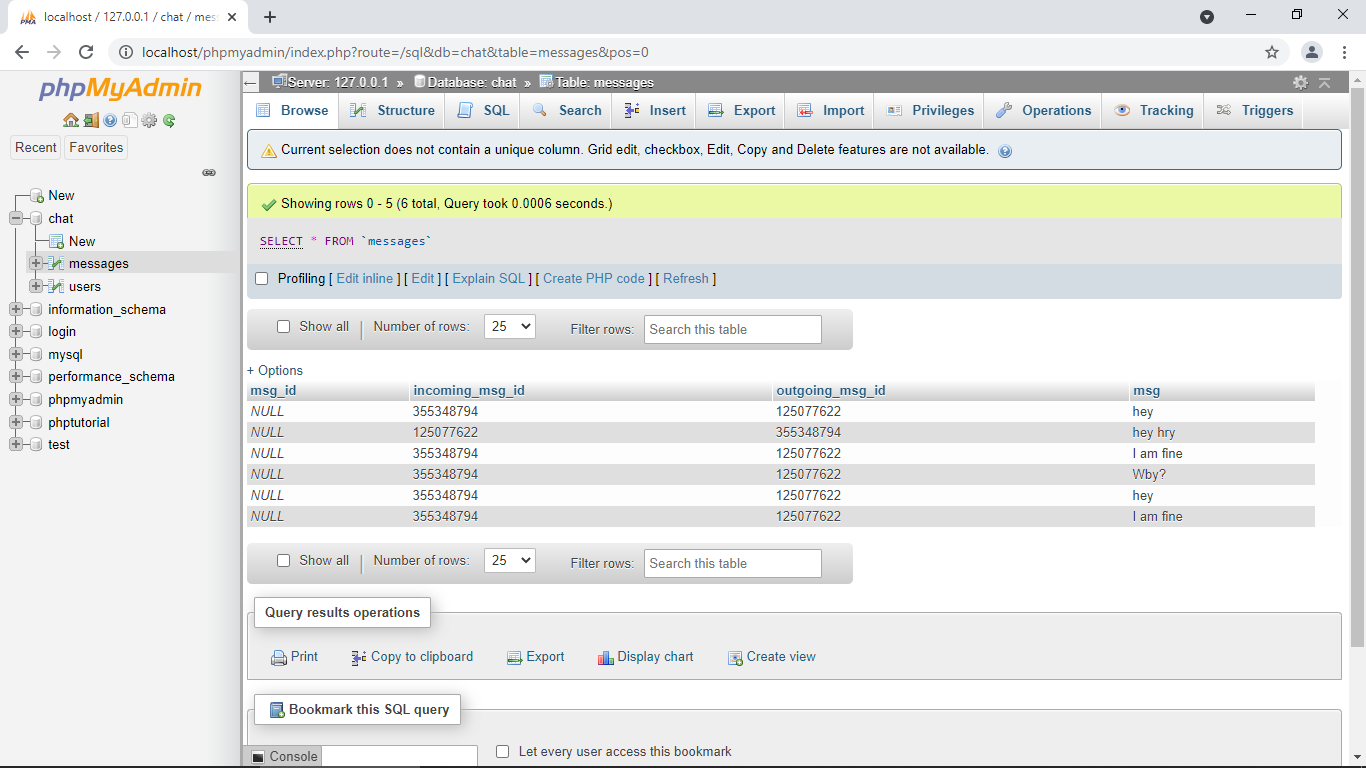 localhost / 127.0.0.1 / chat / mes
localhost/phpmyadmin/index.php?route=/sql&db=chat&table=messages&pos=0
phpMyAdmin
Recent Favorites
New
chat
New
messages
users
information_schema
login
mysql
performance_schema
phpmyadmin
phptutorial
test
Server: 127.0.0.1 » Database: chat » Table: messages
Browse Structure SQL Search Insert Export Import Privileges Operations Tracking Triggers
Current selection does not contain a unique column. Grid edit, checkbox, Edit, Copy and Delete features are not available.
Showing rows 0 - 5 (6 total, Query took 0.0006 seconds.)
SELECT * FROM `messages`
Profiling [ Edit inline ] [ Edit ] [ Explain SQL ] [ Create PHP code ] [ Refresh ]
Show all | Number of rows: 25 Filter rows: Search this table
+ Options
msg_id incoming_msg_id outgoing_msg_id msg
NULL 355348794 125077622 hey
NULL 125077622 355348794 hey hry
NULL 355348794 125077622 I am fine
NULL 355348794 125077622 Wby?
NULL 355348794 125077622 hey
NULL 355348794 125077622 I am fine
Show all | Number of rows: 25 Filter rows: Search this table
Query results operations
Print Copy to clipboard Export Display chart Create view
Bookmark this SQL query
Console Let every user access this bookmark